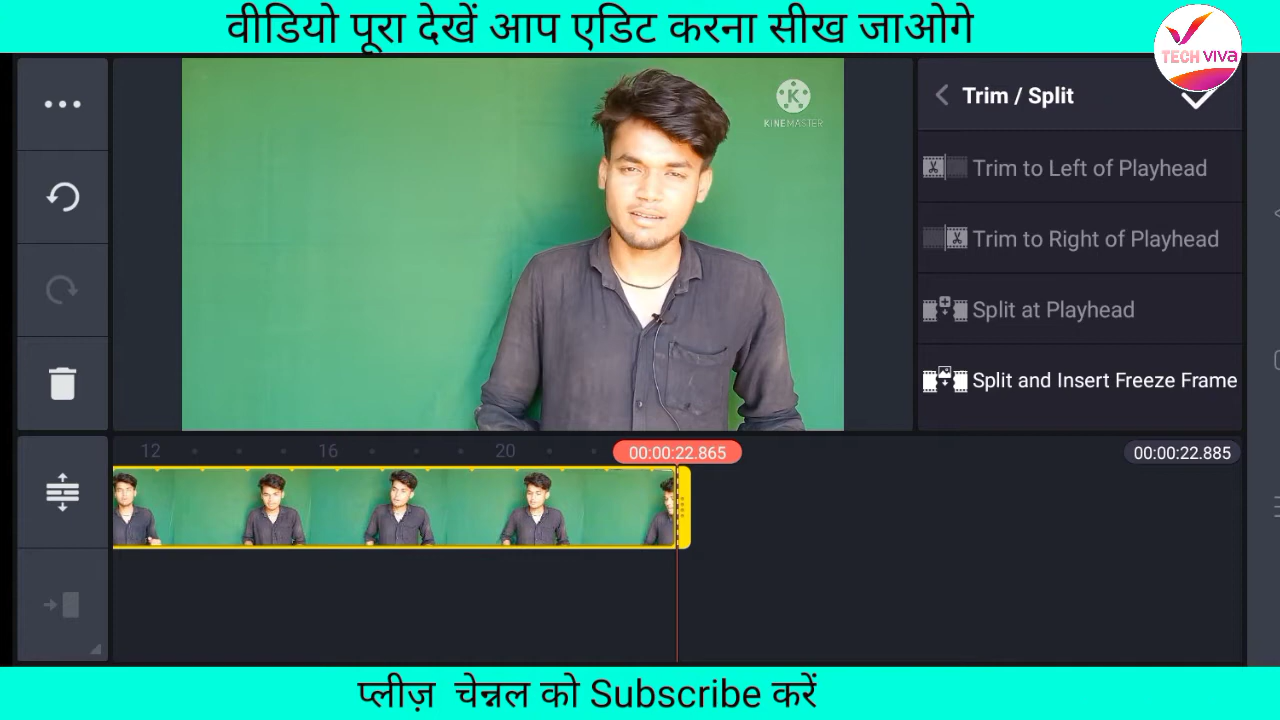 वीडियो पूरा देखें आप एडिट करना सीख जाओगे
TECH VIVA
Trim / Split
KINEMASTER
Trim to Left of Playhead
Trim to Right of Playhead
Split at Playhead
Split and Insert Freeze Frame
12 16 20 00:00:22.865 00:00:22.885
प्लीज़ चेन्नल को Subscribe करें